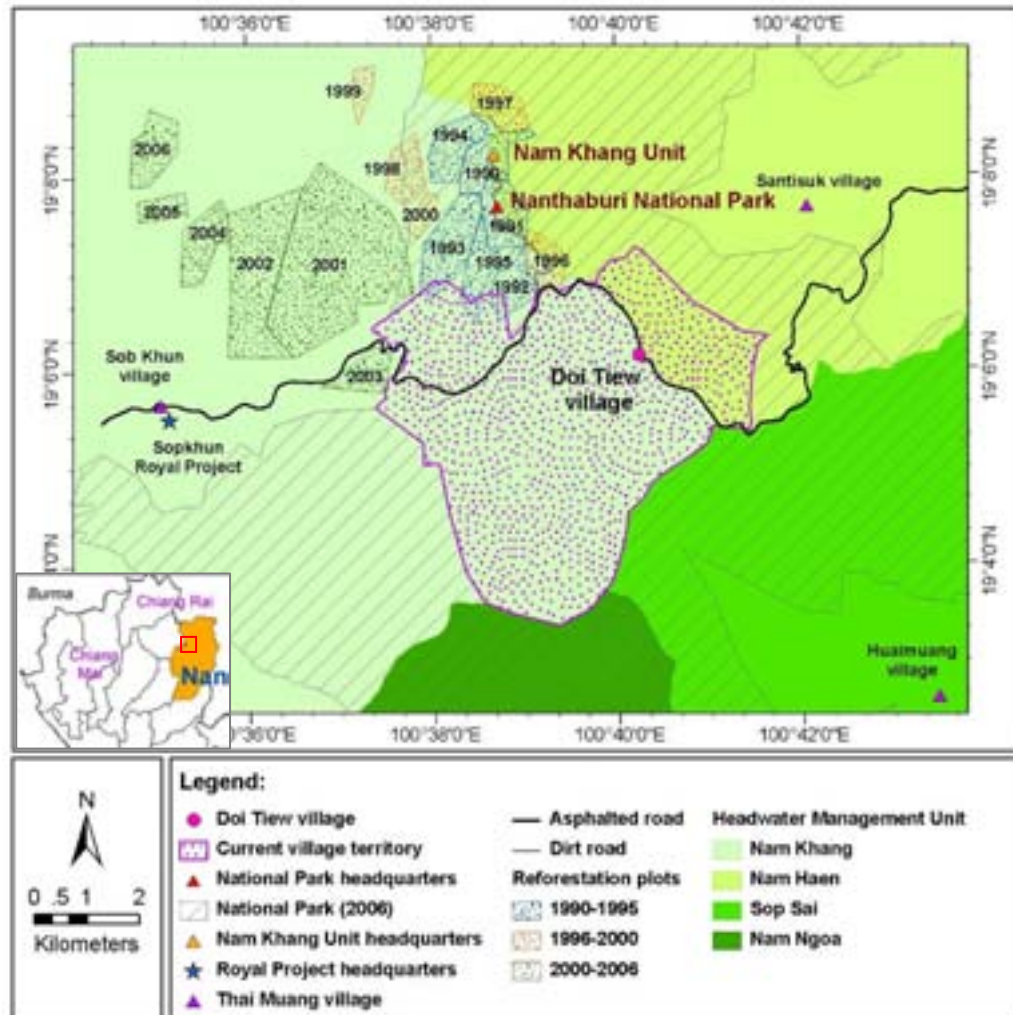 100°36'0"E 100°38'0"E 100°40'0"E 100°42'0"E
1999
1997
1994
Nam Khang Unit
2006
1998
1990
19°8'0"N
19°8'0"N
Santisuk village
Nanthaburi National Park
2005
2000
1991
2004
1993
2002
2001
1995
1996
1992
Sob Khun
village
19°6'0"N
19°6'0"N
2003
Doi Tiew
village
Sopkhun
Royal Project
4'0"N
19°4'0"N
Burma
Chiang Rai
Chiang
Mai
Nan
Huaimuang
village
100°36'0"E 100°38'0"E 100°40'0"E 100°42'0"E
N
0 .5 1 2
Kilometers
Legend:
Doi Tiew village
Current village territory
National Park headquarters
National Park (2006)
Nam Khang Unit headquarters
Royal Project headquarters
Thai Muang village
Asphalted road
Dirt road
Reforestation plots
1990-1995
1996-2000
2000-2006
Headwater Management Unit
Nam Khang
Nam Haen
Sop Sai
Nam Ngoa